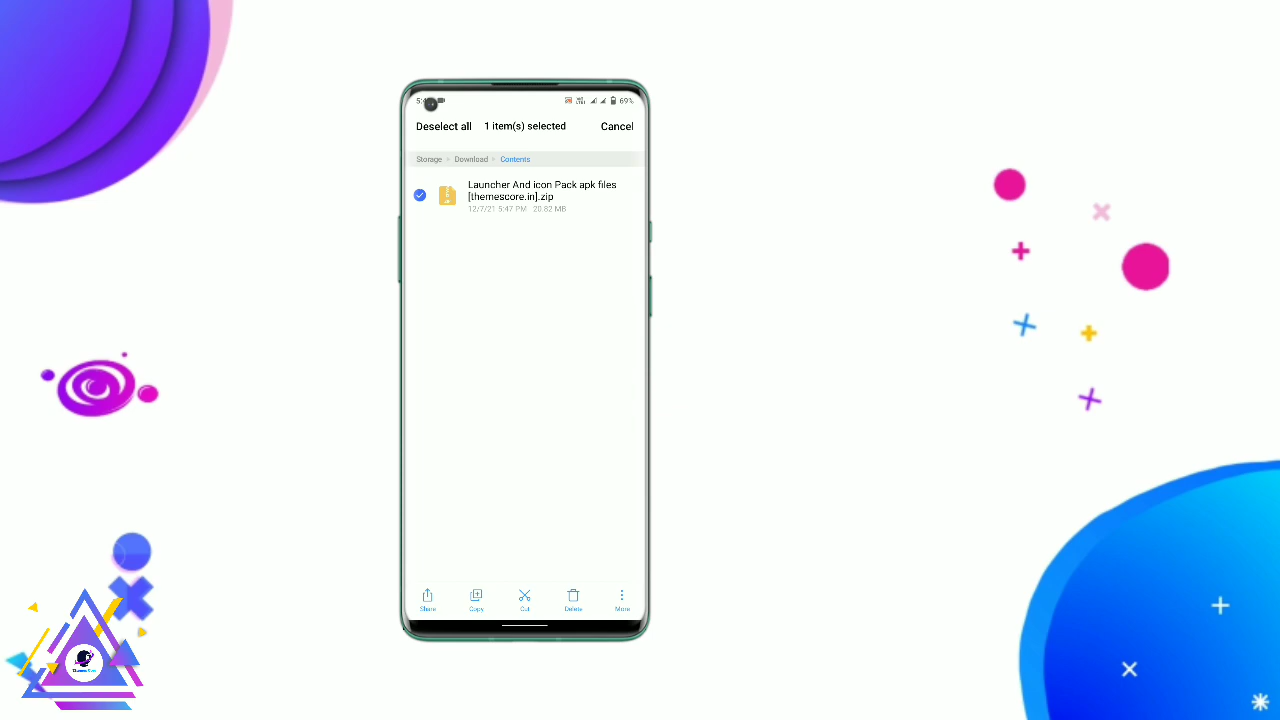 69%
Deselect all 1 item(s) selected Cancel
Storage Download Contents
Launcher And icon Pack apk files
[themescore.in].zip
12/7/21 5:47 PM 20.82 MB
Share Copy Cut Delete More